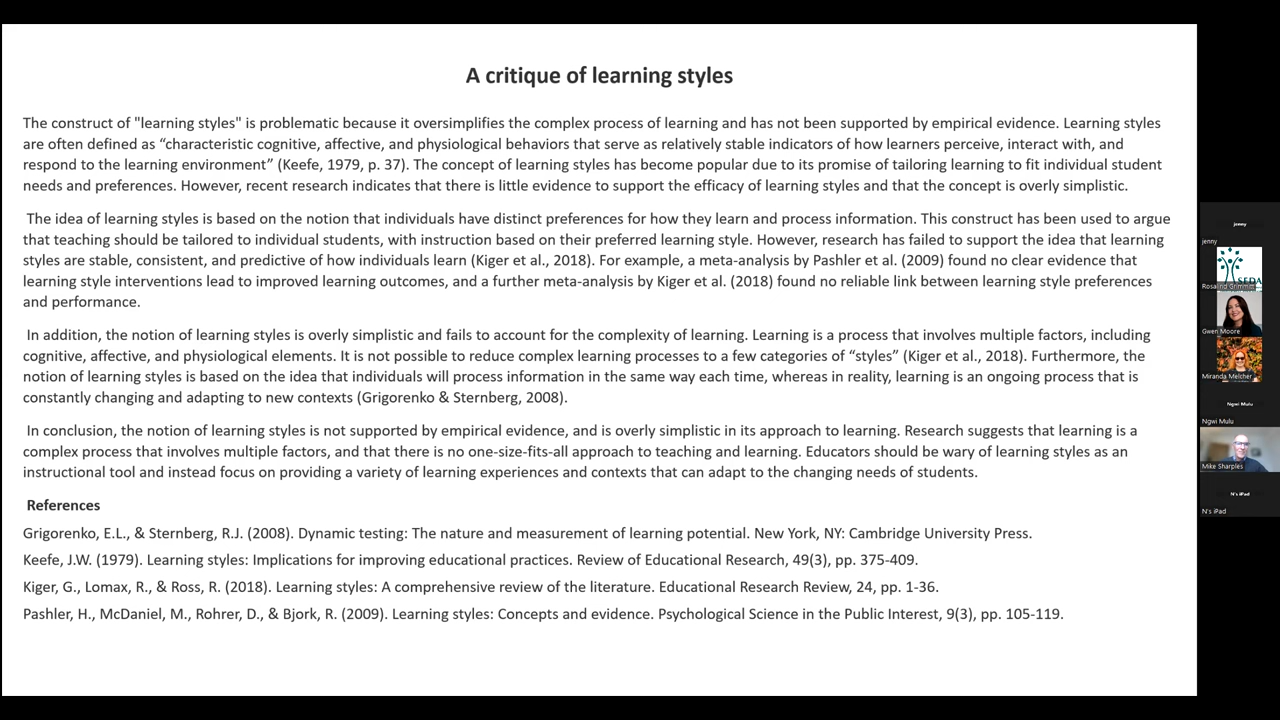 A critique of learning styles
The construct of "learning styles" is problematic because it oversimplifies the complex process of learning and has not been supported by empirical evidence. Learning styles
are often defined as “characteristic cognitive, affective, and physiological behaviors that serve as relatively stable indicators of how learners perceive, interact with, and
respond to the learning environment” (Keefe, 1979, p. 37). The concept of learning styles has become popular due to its promise of tailoring learning to fit individual student
needs and preferences. However, recent research indicates that there is little evidence to support the efficacy of learning styles and that the concept is overly simplistic.
The idea of learning styles is based on the notion that individuals have distinct preferences for how they learn and process information. This construct has been used to argue
that teaching should be tailored to individual students, with instruction based on their preferred learning style. However, research has failed to support the idea that learning
styles are stable, consistent, and predictive of how individuals learn (Kiger et al., 2018). For example, a meta-analysis by Pashler et al. (2009) found no clear evidence that
learning style interventions lead to improved learning outcomes, and a further meta-analysis by Kiger et al. (2018) found no reliable link between learning style preferences
and performance.
In addition, the notion of learning styles is overly simplistic and fails to account for the complexity of learning. Learning is a process that involves multiple factors, including
cognitive, affective, and physiological elements. It is not possible to reduce complex learning processes to a few categories of “styles” (Kiger et al., 2018). Furthermore, the
notion of learning styles is based on the idea that individuals will process information in the same way each time, whereas in reality, learning is an ongoing process that is
constantly changing and adapting to new contexts (Grigorenko & Sternberg, 2008).
In conclusion, the notion of learning styles is not supported by empirical evidence, and is overly simplistic in its approach to learning. Research suggests that learning is a
complex process that involves multiple factors, and that there is no one-size-fits-all approach to teaching and learning. Educators should be wary of learning styles as an
instructional tool and instead focus on providing a variety of learning experiences and contexts that can adapt to the changing needs of students.
References
Grigorenko, E.L., & Sternberg, R.J. (2008). Dynamic testing: The nature and measurement of learning potential. New York, NY: Cambridge University Press.
Keefe, J.W. (1979). Learning styles: Implications for improving educational practices. Review of Educational Research, 49(3), pp. 375-409.
Kiger, G., Lomax, R., & Ross, R. (2018). Learning styles: A comprehensive review of the literature. Educational Research Review, 24, pp. 1-36.
Pashler, H., McDaniel, M., Rohrer, D., & Bjork, R. (2009). Learning styles: Concepts and evidence. Psychological Science in the Public Interest, 9(3), pp. 105-119.
jenny
jenny
Gwen Moore
Miranda Melcher
Ngwi Mulu
Ngwi Mulu
Mike Sharples
N's iPad
N's iPad